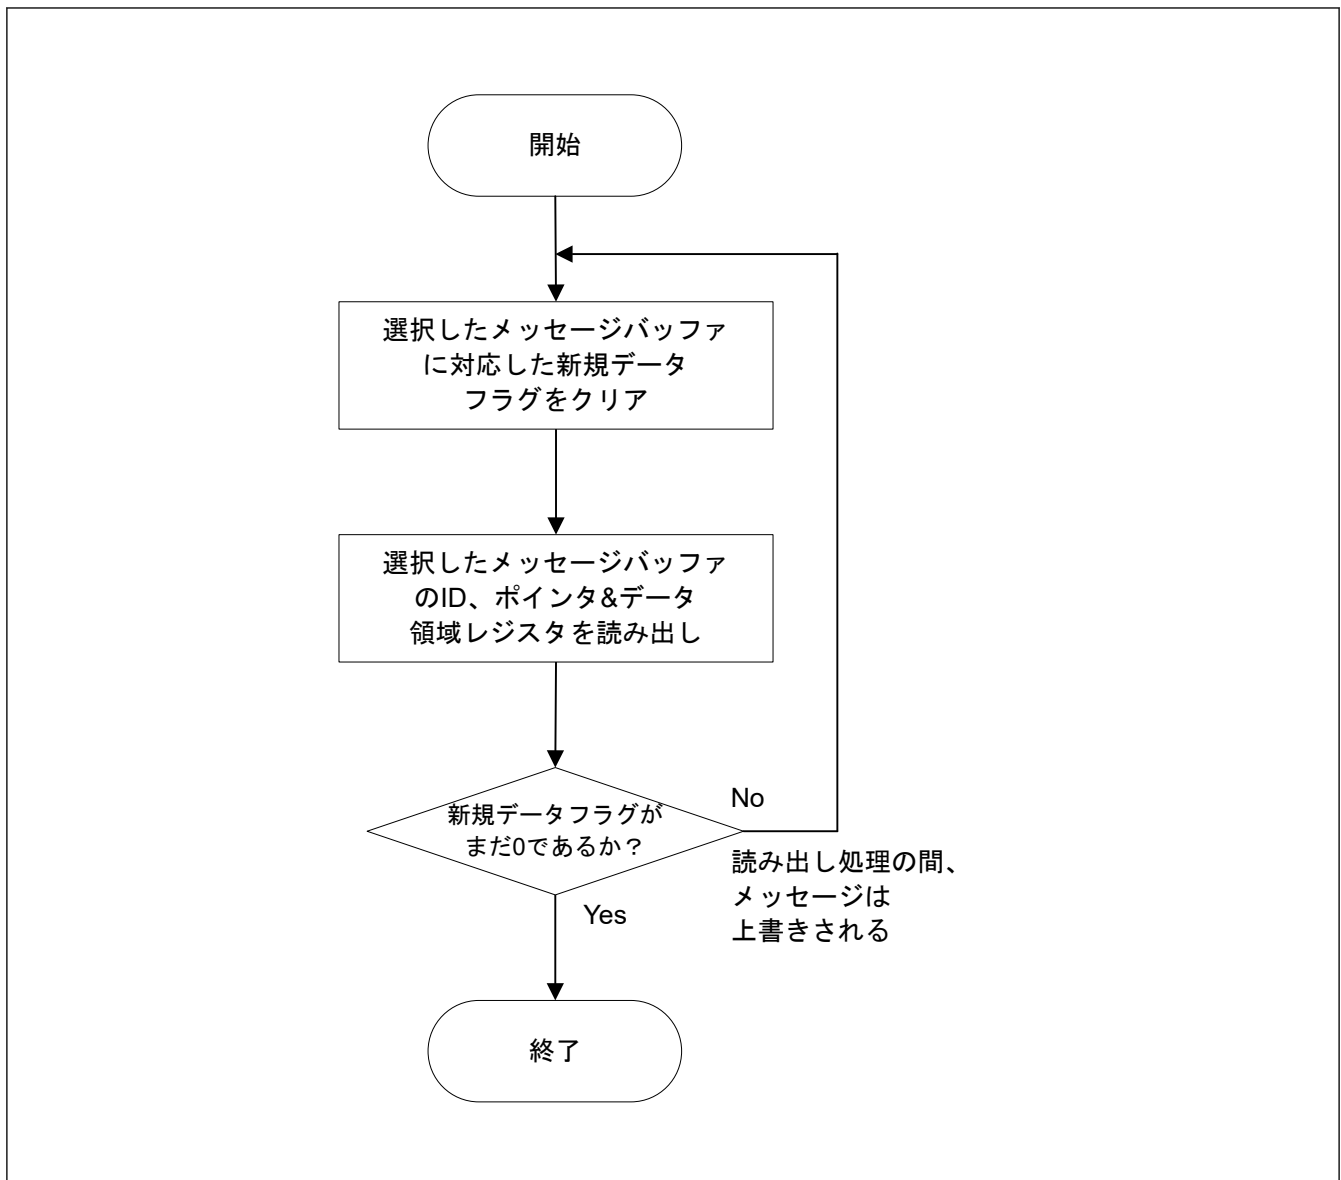 開始
選択したメッセージバッファ
に対応した新規データ
フラグをクリア
選択したメッセージバッファ
のID、ポインタ&データ
領域レジスタを読み出し
新規データフラグが
まだ0であるか？
No
読み出し処理の間、
メッセージは
上書きされる
Yes
終了